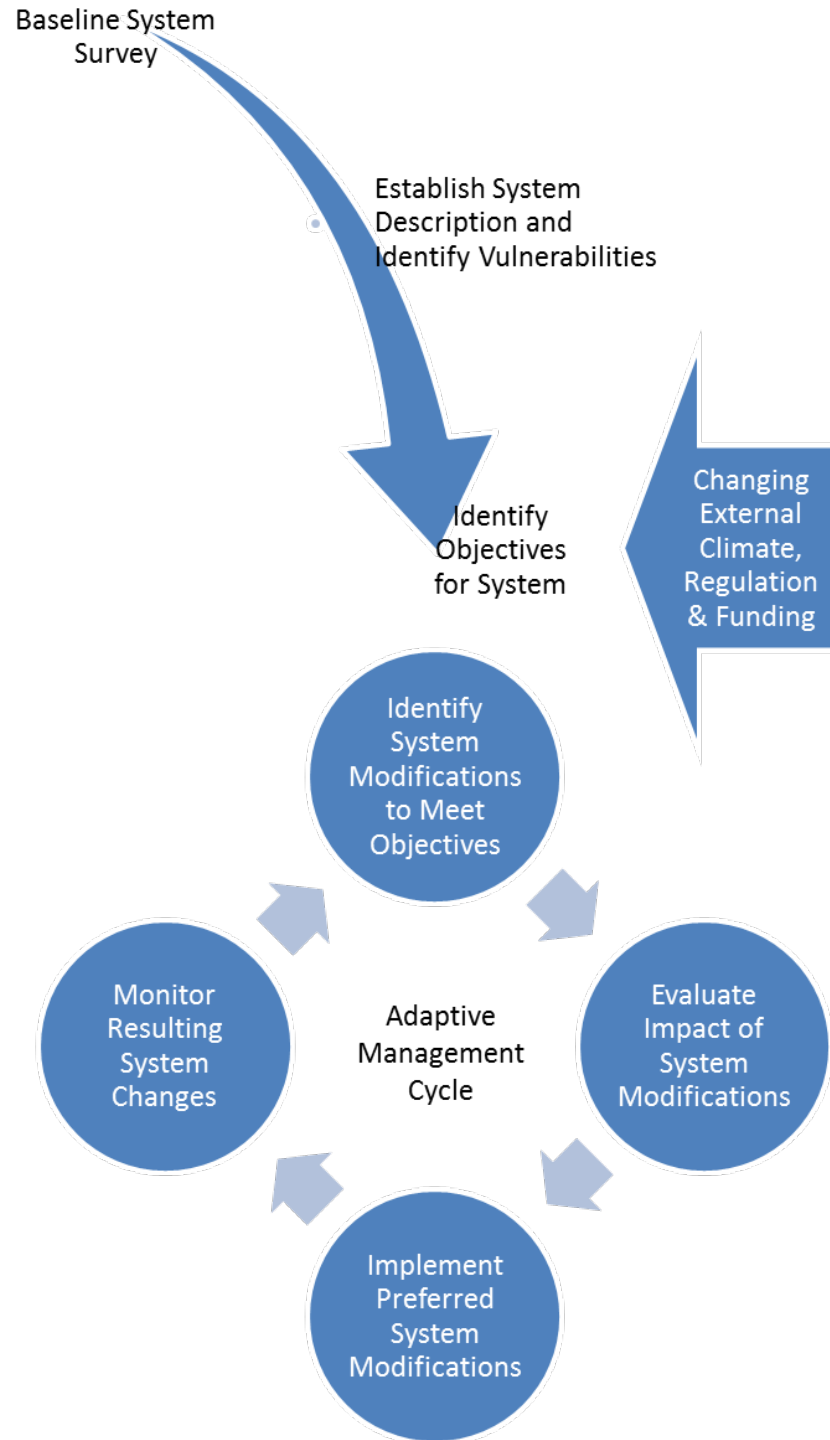 Baseline System
Survey
Establish System
Description and
Identify Vulnerabilities
Identify
Objectives
for System
Changing
External
Climate,
Regulation
& Funding
Identify
System
Modifications
to Meet
Objectives
Evaluate
Impact of
System
Modifications
Implement
Preferred
System
Modifications
Monitor
Resulting
System
Changes
Adaptive
Management
Cycle